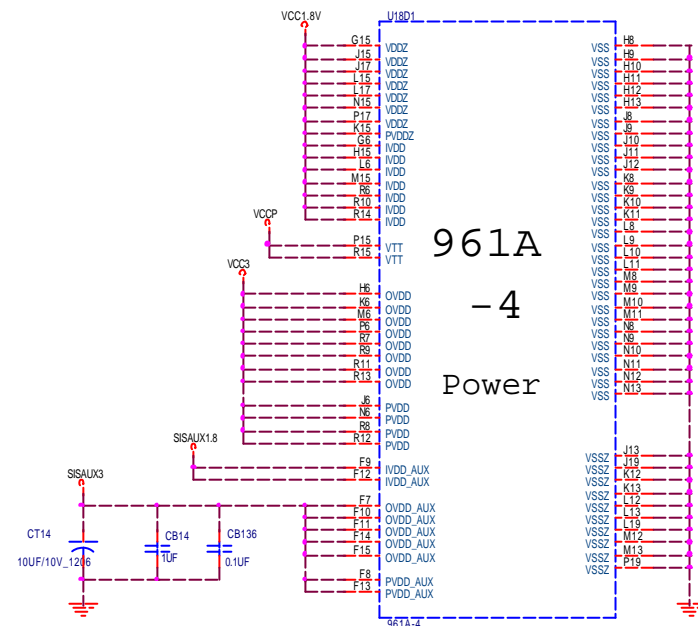 VCC1.8V
U18D1
G15 VDDZ VSS H8
J15 VDDZ VSS H9
J17 VDDZ VSS H10
L15 VDDZ VSS H11
L17 VDDZ VSS H12
N15 VDDZ VSS H13
P17 VDDZ VSS J8
K15 PVDDZ VSS J9
G6 IVDD VSS J10
H15 IVDD VSS J11
L6 IVDD VSS J12
M15 IVDD VSS K8
R6 IVDD VSS K9
R10 IVDD VSS K10
R14 IVDD VSS K11
VCCP
VSS L8
P15 VTT VSS L9
R15 VTT VSS L10
961A
VCC3
VSS L11
VSS M8
H6 OVDD VSS M9
K6 OVDD VSS M10
M6 OVDD VSS M11
-4
P6 OVDD VSS N8
R7 OVDD VSS N9
R9 OVDD VSS N10
R11 OVDD VSS N11
R13 OVDD VSS N12
VSS N13
Power
J6 PVDD
N6 PVDD
R8 PVDD
R12 PVDD
SISAUX1.8
VSSZ J13
F9 IVDD_AUX VSSZ J19
F12 IVDD_AUX VSSZ K12
SISAUX3
VSSZ K13
F7 OVDD_AUX VSSZ L12
F10 OVDD_AUX VSSZ L13
F11 OVDD_AUX VSSZ L19
F14 OVDD_AUX VSSZ M12
F15 OVDD_AUX VSSZ M13
VSSZ P19
F8 PVDD_AUX
F13 PVDD_AUX
CT14
10UF/10V_1206
CB14
1UF
CB136
0.1UF
961A-4